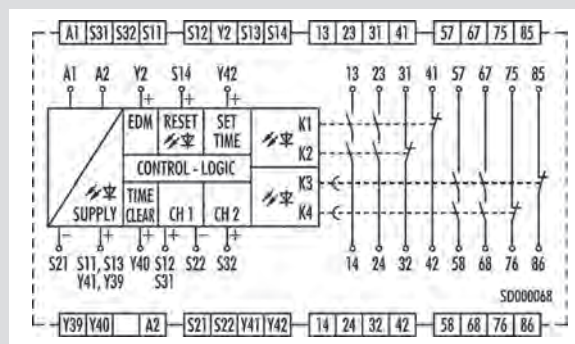 A1 S31 S32 S11 S12 Y2 S13 S14 13 23 31 41 57 67 75 85
A1 A2 Y2 S14 Y42 13 23 31 41 57 67 75 85
+ + +
EDM RESET SET TIME K1
K2
CONTROL - LOGIC
K3
SUPPLY TIME CLEAR CH 1 CH 2 K4
− + + + − +
S21 S11, S13 Y40 S12 S22 S32 14 24 32 42 58 68 76 86
Y41, Y39 S31
SD000068
Y39 Y40 A2 S21 S22 Y41 Y42 14 24 32 42 58 68 76 86